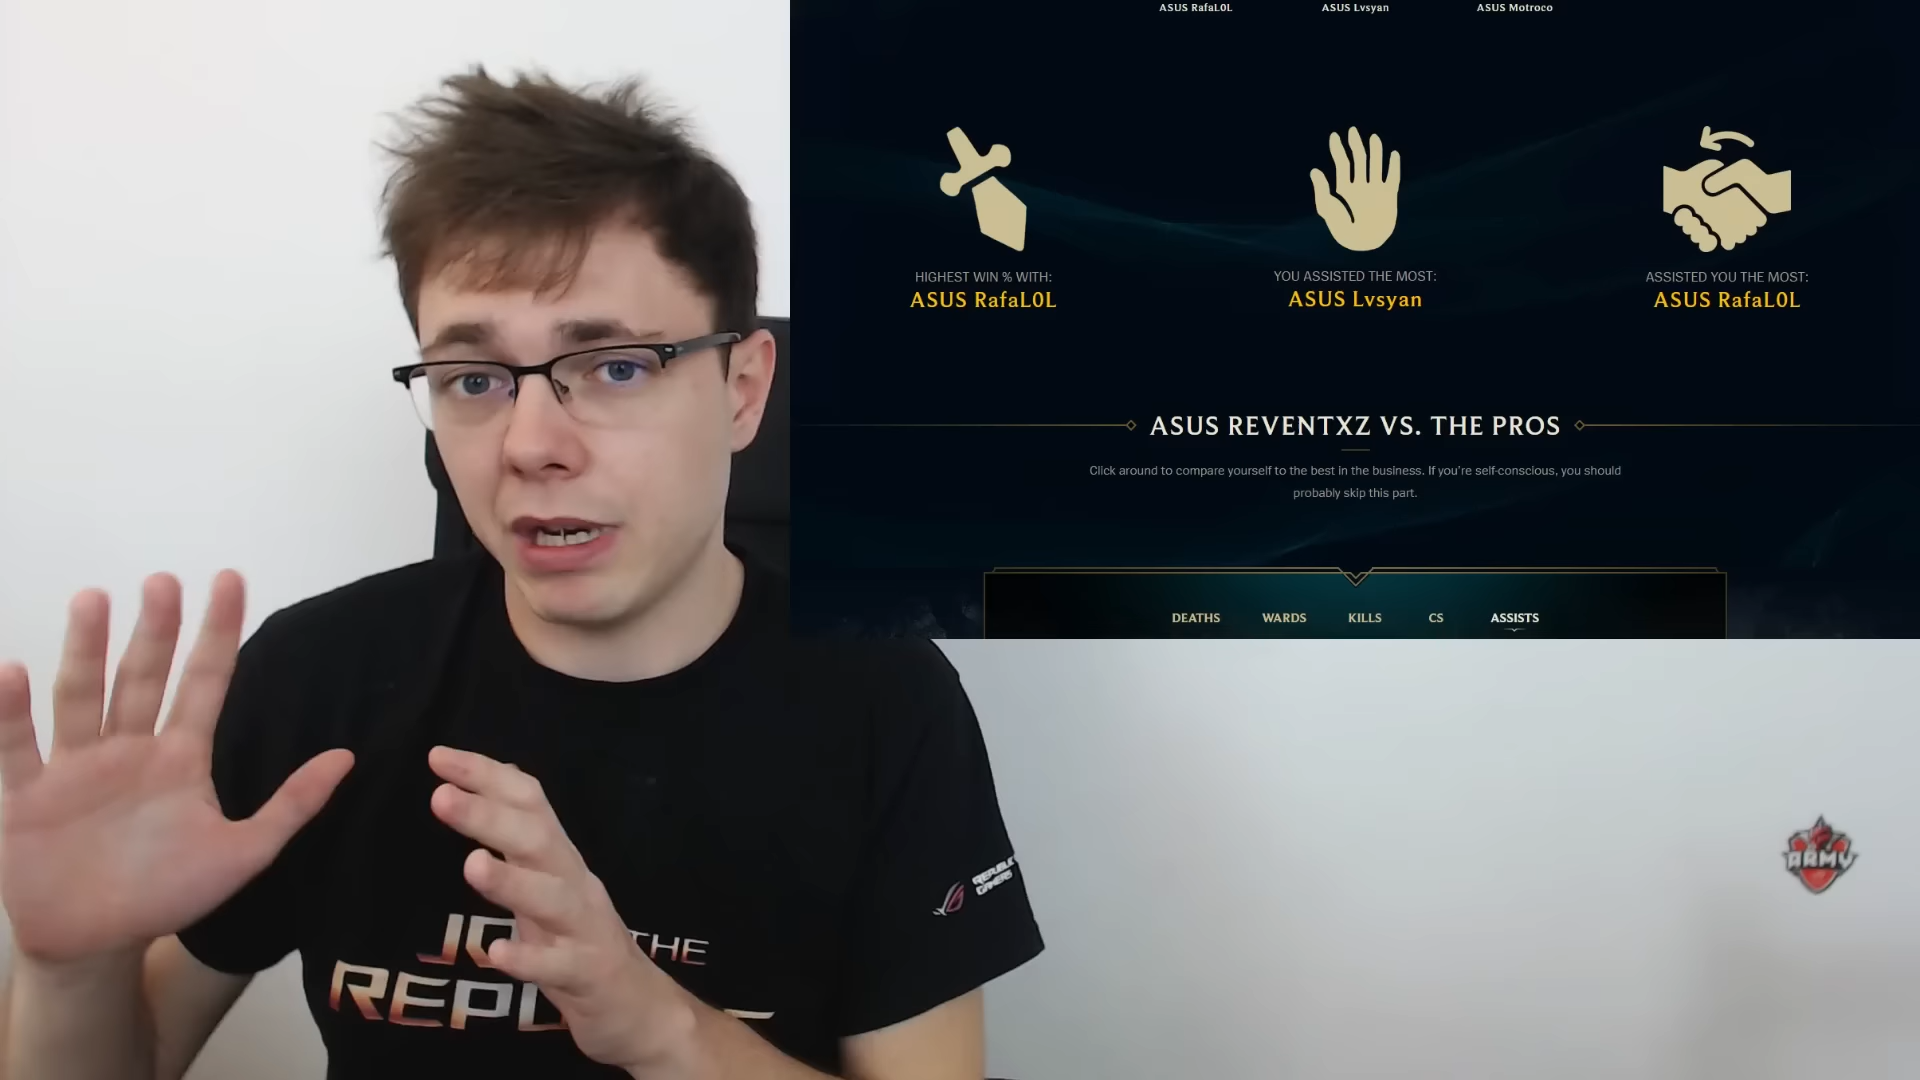 ASUS RafaL0L
ASUS Lvsyan
ASUS Motroco
HIGHEST WIN % WITH:
ASUS RafaL0L
YOU ASSISTED THE MOST:
ASUS Lvsyan
ASSISTED YOU THE MOST:
ASUS RafaL0L
ASUS REVENTXZ VS. THE PROS
Click around to compare yourself to the best in the business. If you're self-conscious, you should
probably skip this part.
DEATHS
WARDS
KILLS
CS
ASSISTS
ARMY
REPUBLIC
GAMERS
THE